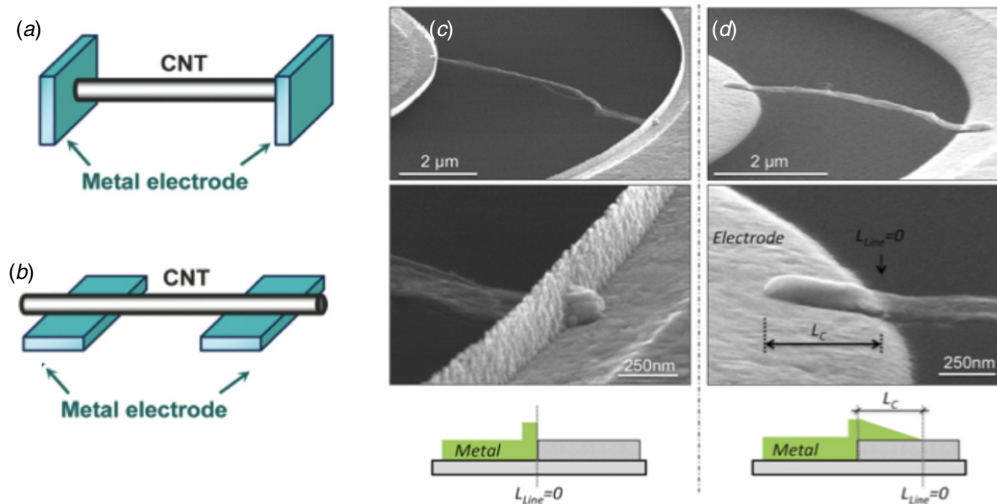 (a)
CNT
Metal electrode
(b)
CNT
Metal electrode
(c)
2 µm
250nm
Metal
L_Line=0
(d)
2 µm
Electrode
L_Line=0
L_C
250nm
L_C
Metal
L_Line=0